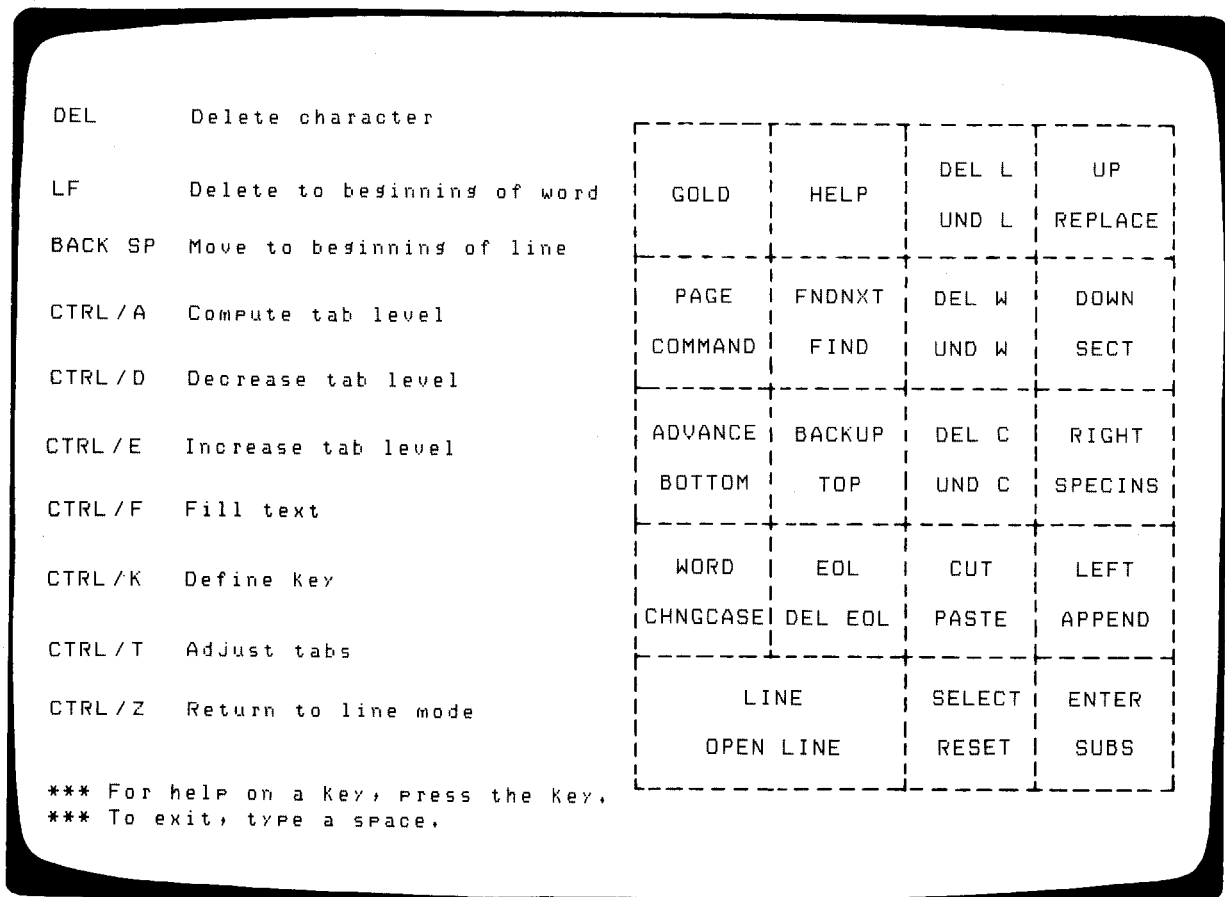 DEL Delete character
LF Delete to beginning of word
BACK SP Move to beginning of line
CTRL/A Compute tab level
CTRL/D Decrease tab level
CTRL/E Increase tab level
CTRL/F Fill text
CTRL/K Define Key
CTRL/T Adjust tabs
CTRL/Z Return to line mode
*** For help on a Key, press the Key.
*** To exit, type a space.
GOLD HELP DEL L UP
UND L REPLACE
PAGE FNDNXT DEL W DOWN
COMMAND FIND UND W SECT
ADVANCE BACKUP DEL C RIGHT
BOTTOM TOP UND C SPECINS
WORD EOL CUT LEFT
CHNGCASE DEL EOL PASTE APPEND
LINE SELECT ENTER
OPEN LINE RESET SUBS